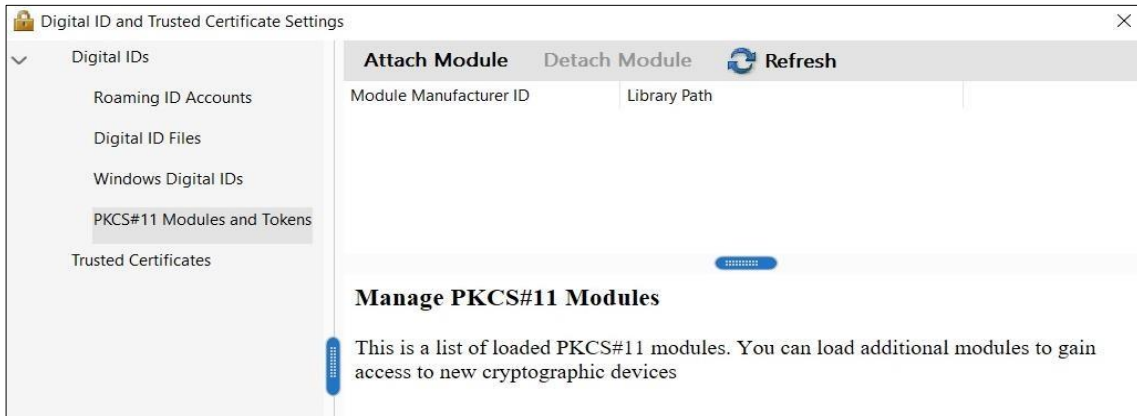 Digital ID and Trusted Certificate Settings
Digital IDs
Roaming ID Accounts
Digital ID Files
Windows Digital IDs
PKCS#11 Modules and Tokens
Trusted Certificates
Attach Module Detach Module Refresh
Module Manufacturer ID Library Path
Manage PKCS#11 Modules
This is a list of loaded PKCS#11 modules. You can load additional modules to gain
access to new cryptographic devices